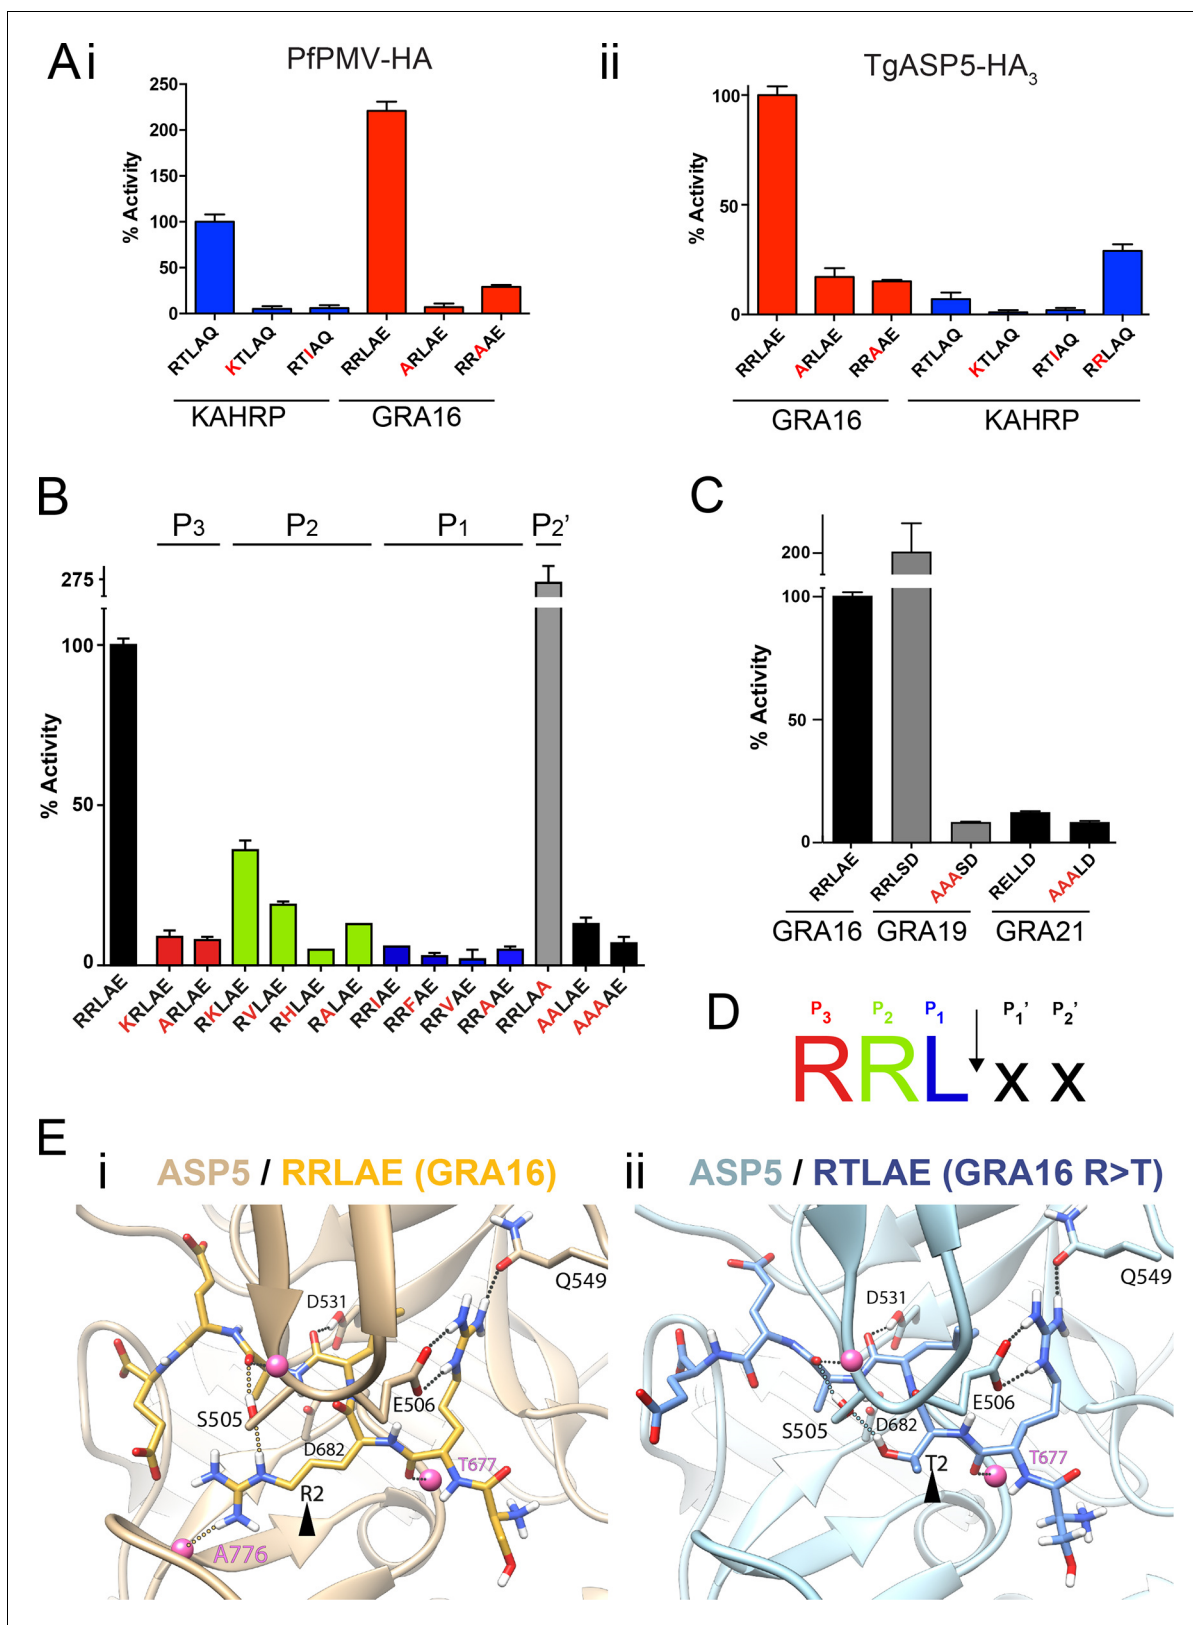 A i PfPMV-HA
250
200
150
100
50
0
% Activity
RTLAQ KTLAQ RTIAQ RRLAE ARLAE RRAAE
KAHRP GRA16
ii TgASP5-HA3
100
50
0
% Activity
RRLAE ARLAE RRAAE RTLAQ KTLAQ RTIAQ RRLAQ
GRA16 KAHRP
B
P3 P2 P1 P2'
275
100
50
0
% Activity
RRLAE KRLAE ARLAE RKLAE RVLAE RHLAE RALAE RRIAE RRFAE RRVAE RRAAE RRLAA AALAE AAAAE
C
200
100
50
0
% Activity
RRLAE RRLSD AAASD RELLD AAALD
GRA16 GRA19 GRA21
D
P3 P2 P1 P1' P2'
RRL x x
E
i ASP5 / RRLAE (GRA16)
Q549
D531
S505
E506
D682
T677
R2
A776
ii ASP5 / RTLAE (GRA16 R>T)
Q549
D531
E506
S505
D682
T2
T677